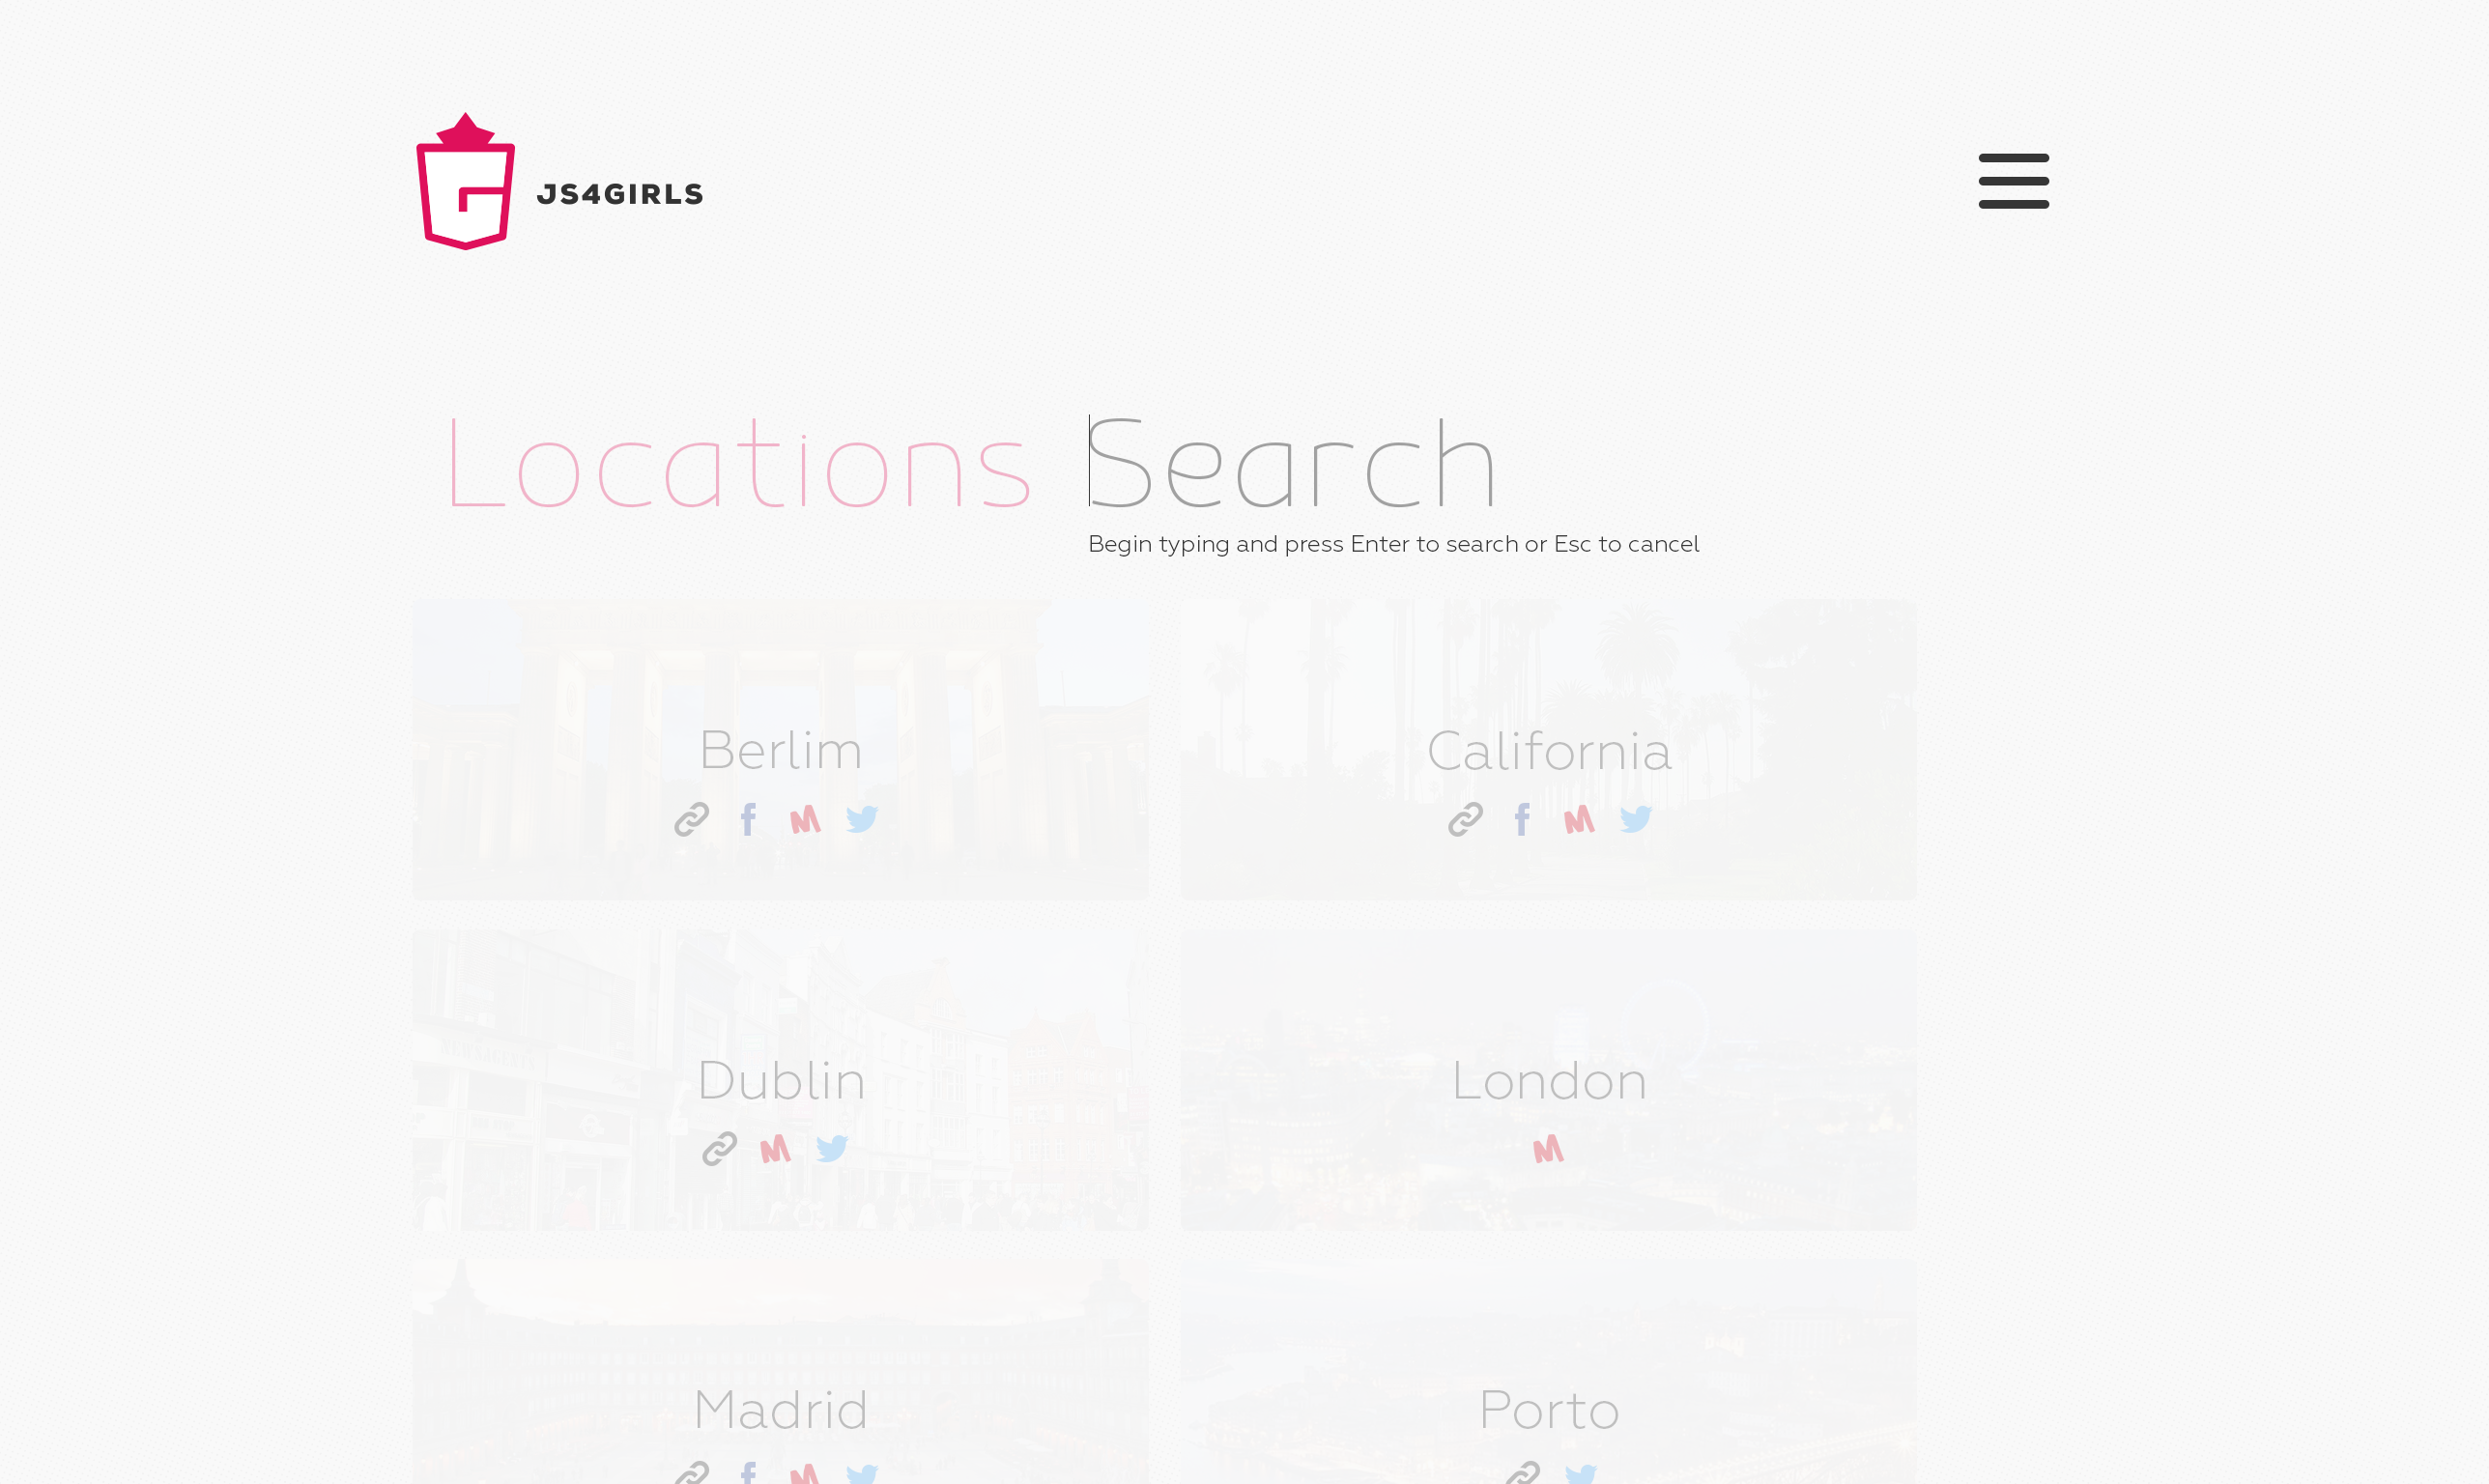 JS4GIRLS
Locations Search
Begin typing and press Enter to search or Esc to cancel
Berlim
California
Dublin
London
Madrid
Porto